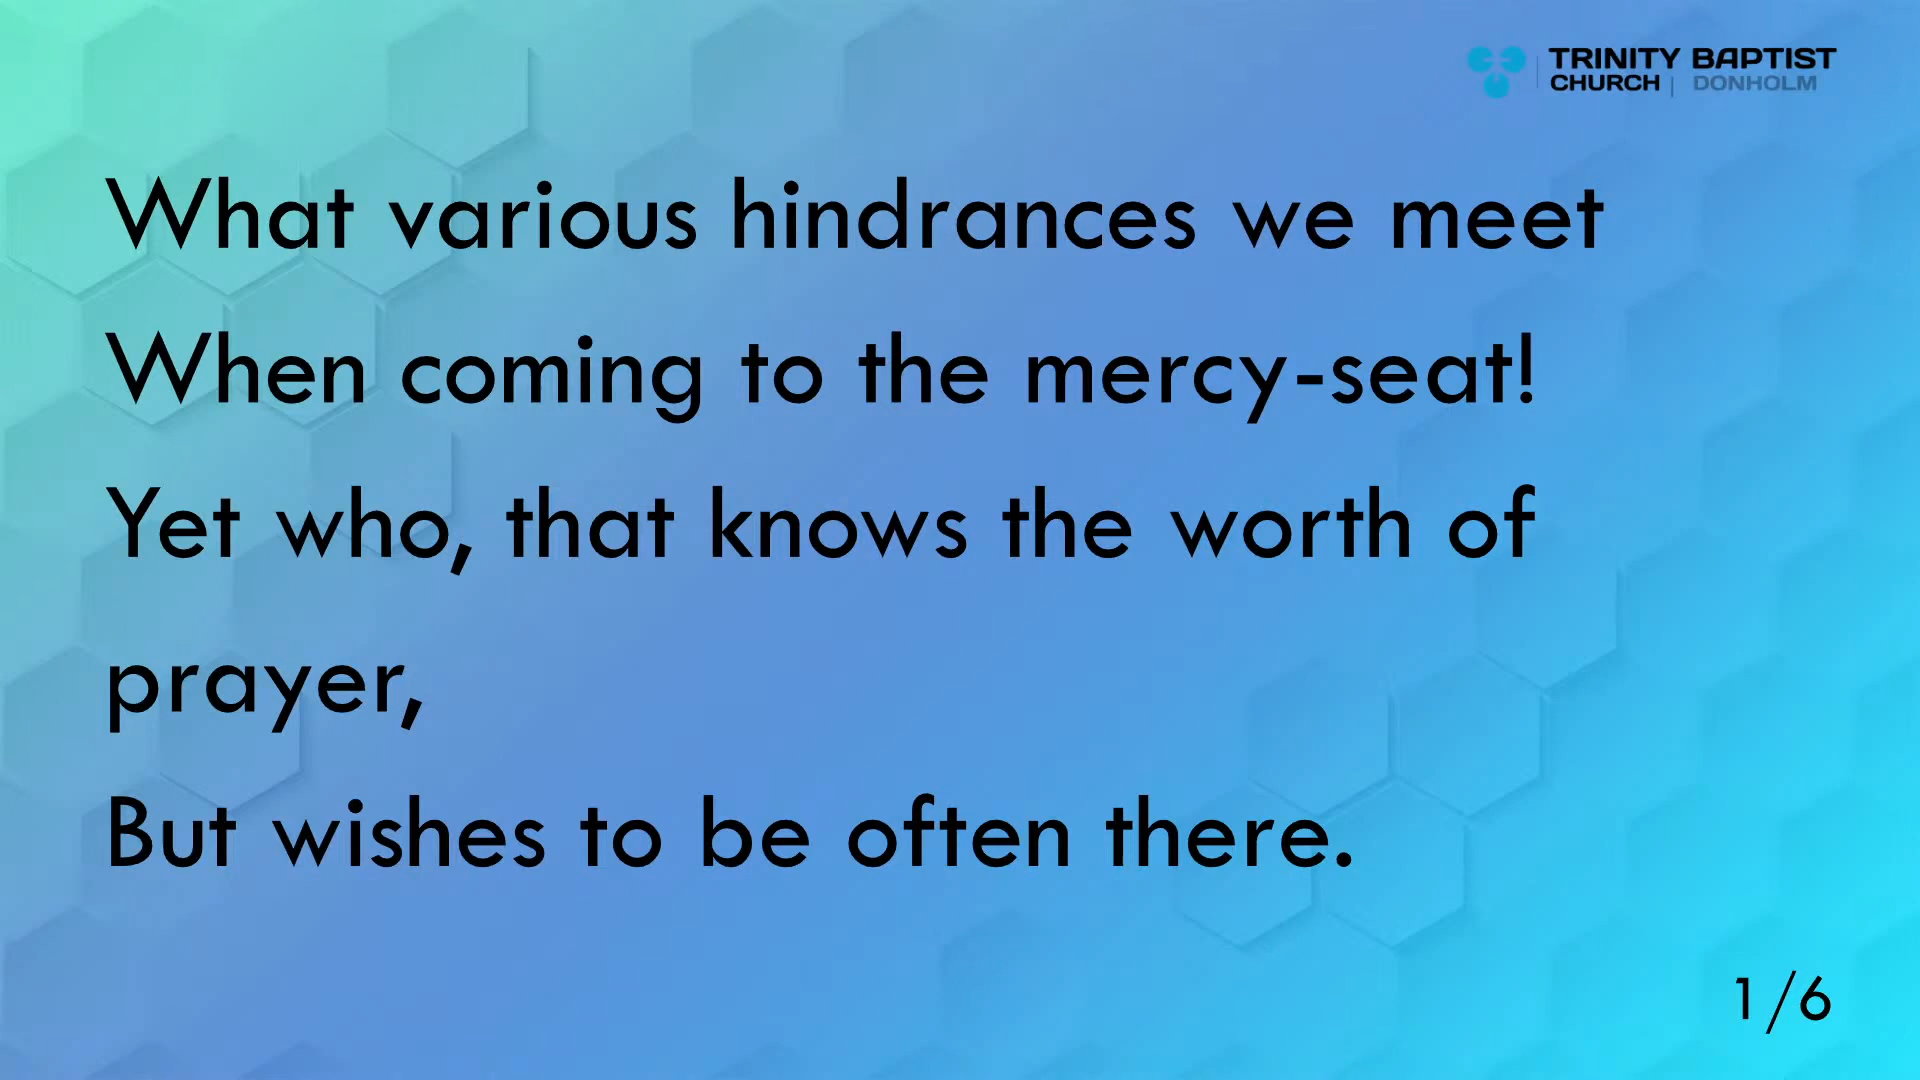 TRINITY BAPTIST
CHURCH | DONHOLM
What various hindrances we meet
When coming to the mercy-seat!
Yet who, that knows the worth of
prayer,
But wishes to be often there.
1/6